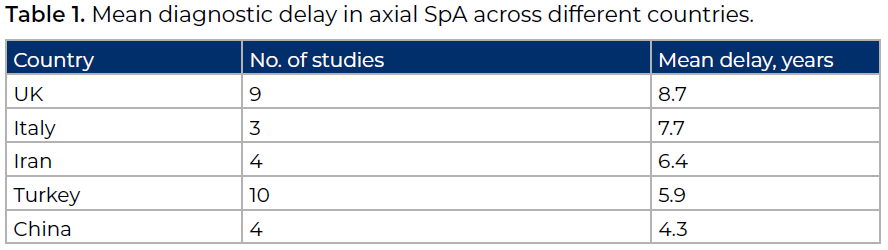 Table 1. Mean diagnostic delay in axial SpA across different countries.
Country No. of studies Mean delay, years
UK 9 8.7
Italy 3 7.7
Iran 4 6.4
Turkey 10 5.9
China 4 4.3